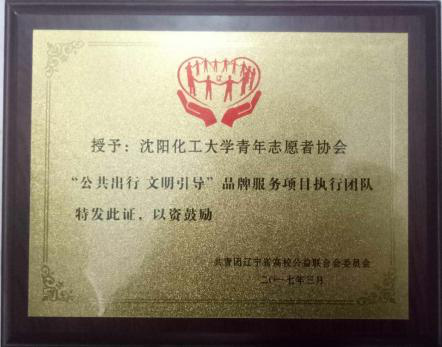 辽
授予：沈阳化工大学青年志愿者协会
“公共出行 文明引导”品牌服务项目执行团队
特发此证，以资鼓励
共青团辽宁省高校公益联合会委员会
二〇一七年三月